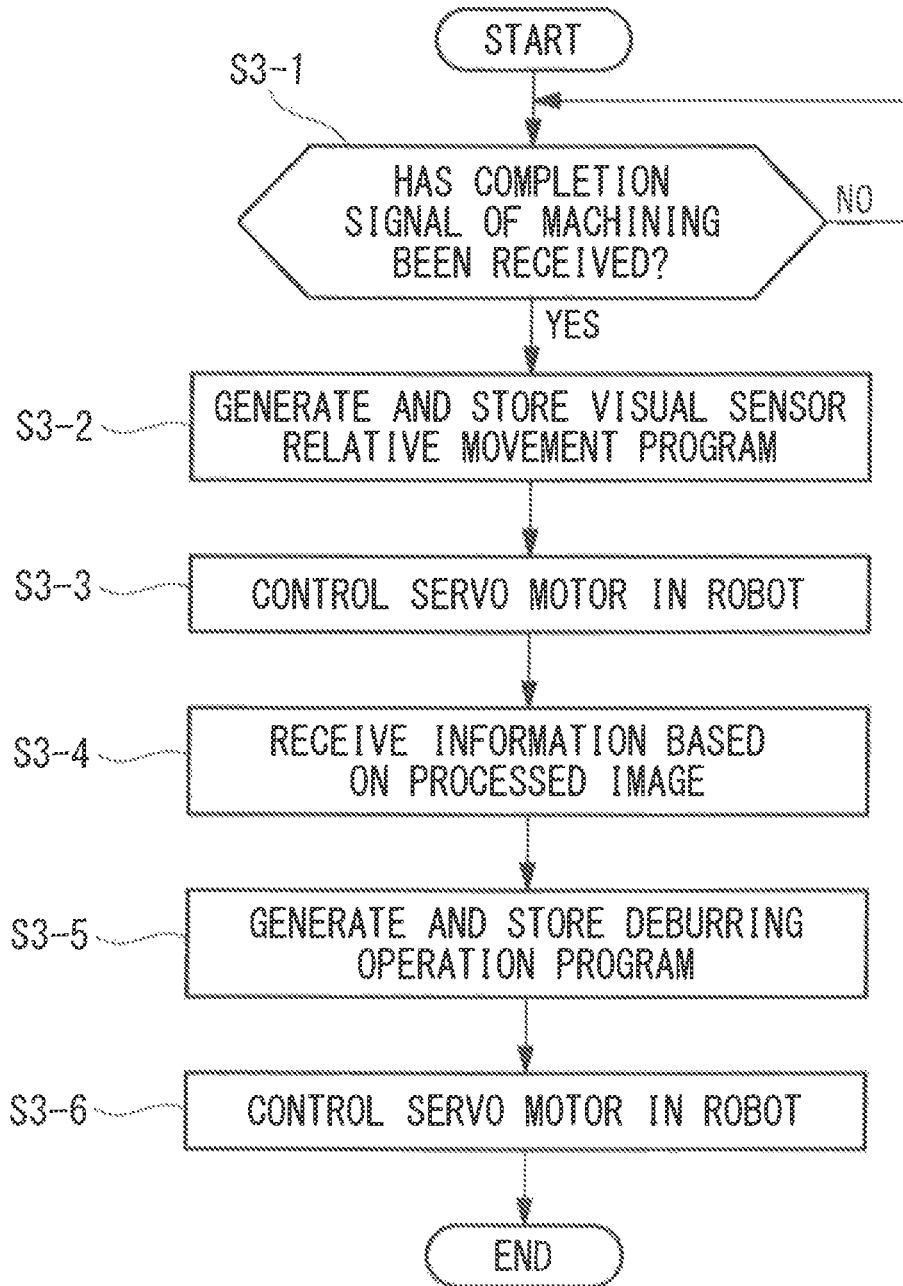 START
S3-1
HAS COMPLETION
SIGNAL OF MACHINING
BEEN RECEIVED?
NO
YES
S3-2
GENERATE AND STORE VISUAL SENSOR
RELATIVE MOVEMENT PROGRAM
S3-3
CONTROL SERVO MOTOR IN ROBOT
S3-4
RECEIVE INFORMATION BASED
ON PROCESSED IMAGE
S3-5
GENERATE AND STORE DEBURRING
OPERATION PROGRAM
S3-6
CONTROL SERVO MOTOR IN ROBOT
END